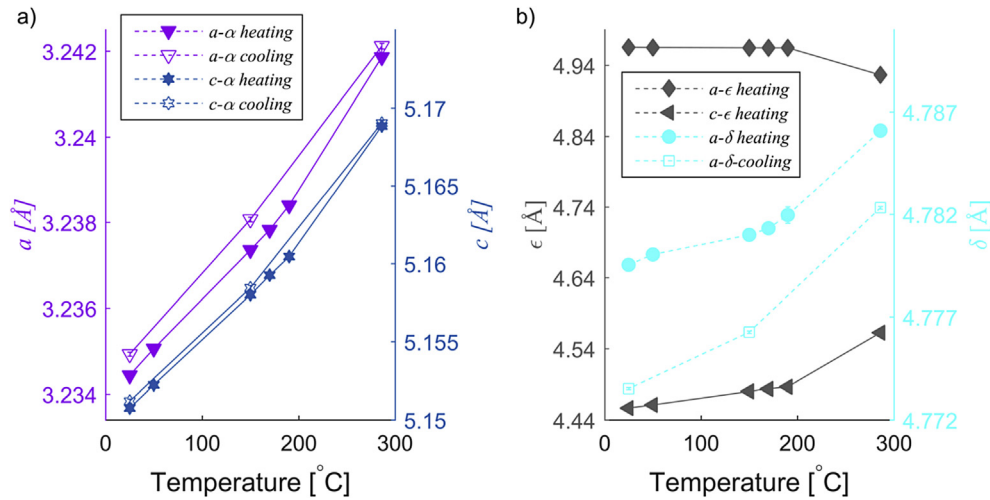 a)
a-α heating
a-α cooling
c-α heating
c-α cooling
3.242
3.24
3.238
3.236
3.234
a [Å]
5.17
5.165
5.16
5.155
5.15
c [Å]
0
100
200
300
Temperature [°C]
b)
a-ϵ heating
c-ϵ heating
a-δ heating
a-δ-cooling
4.94
4.84
4.74
4.64
4.54
4.44
ϵ [Å]
4.787
4.782
4.777
4.772
δ [Å]
0
100
200
300
Temperature [°C]